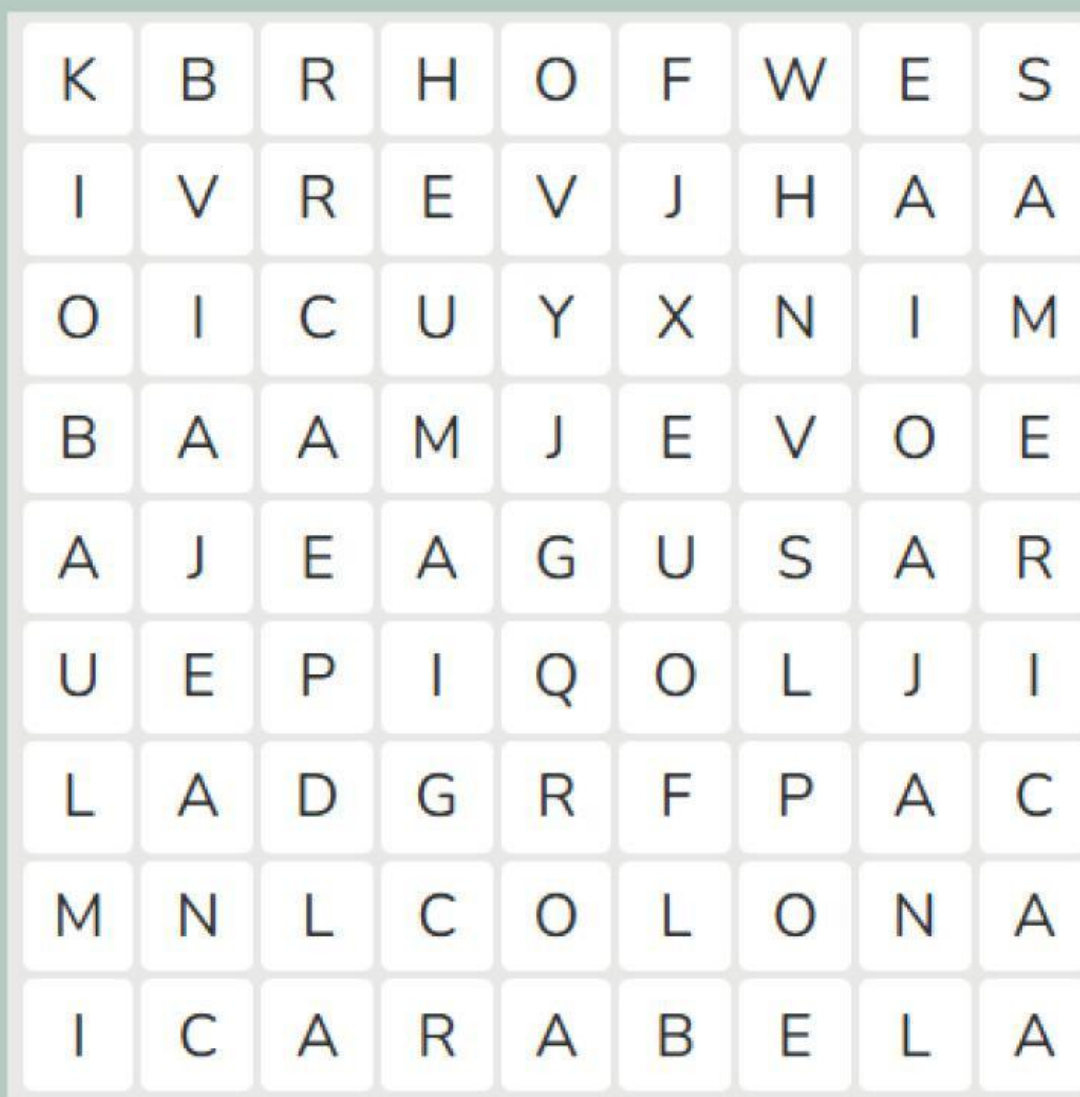 K B R H O F W E S
I V R E V J H A A
O I C U Y X N I M
B A A M J E V O E
A J E A G U S A R
U E P I Q O L J I
L A D G R F P A C
M N L C O L O N A
I C A R A B E L A